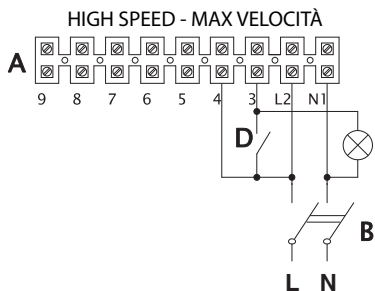 HIGH SPEED - MAX VELOCITÀ
A
9 8 7 6 5 4 3 L2 N1
D
B
L N